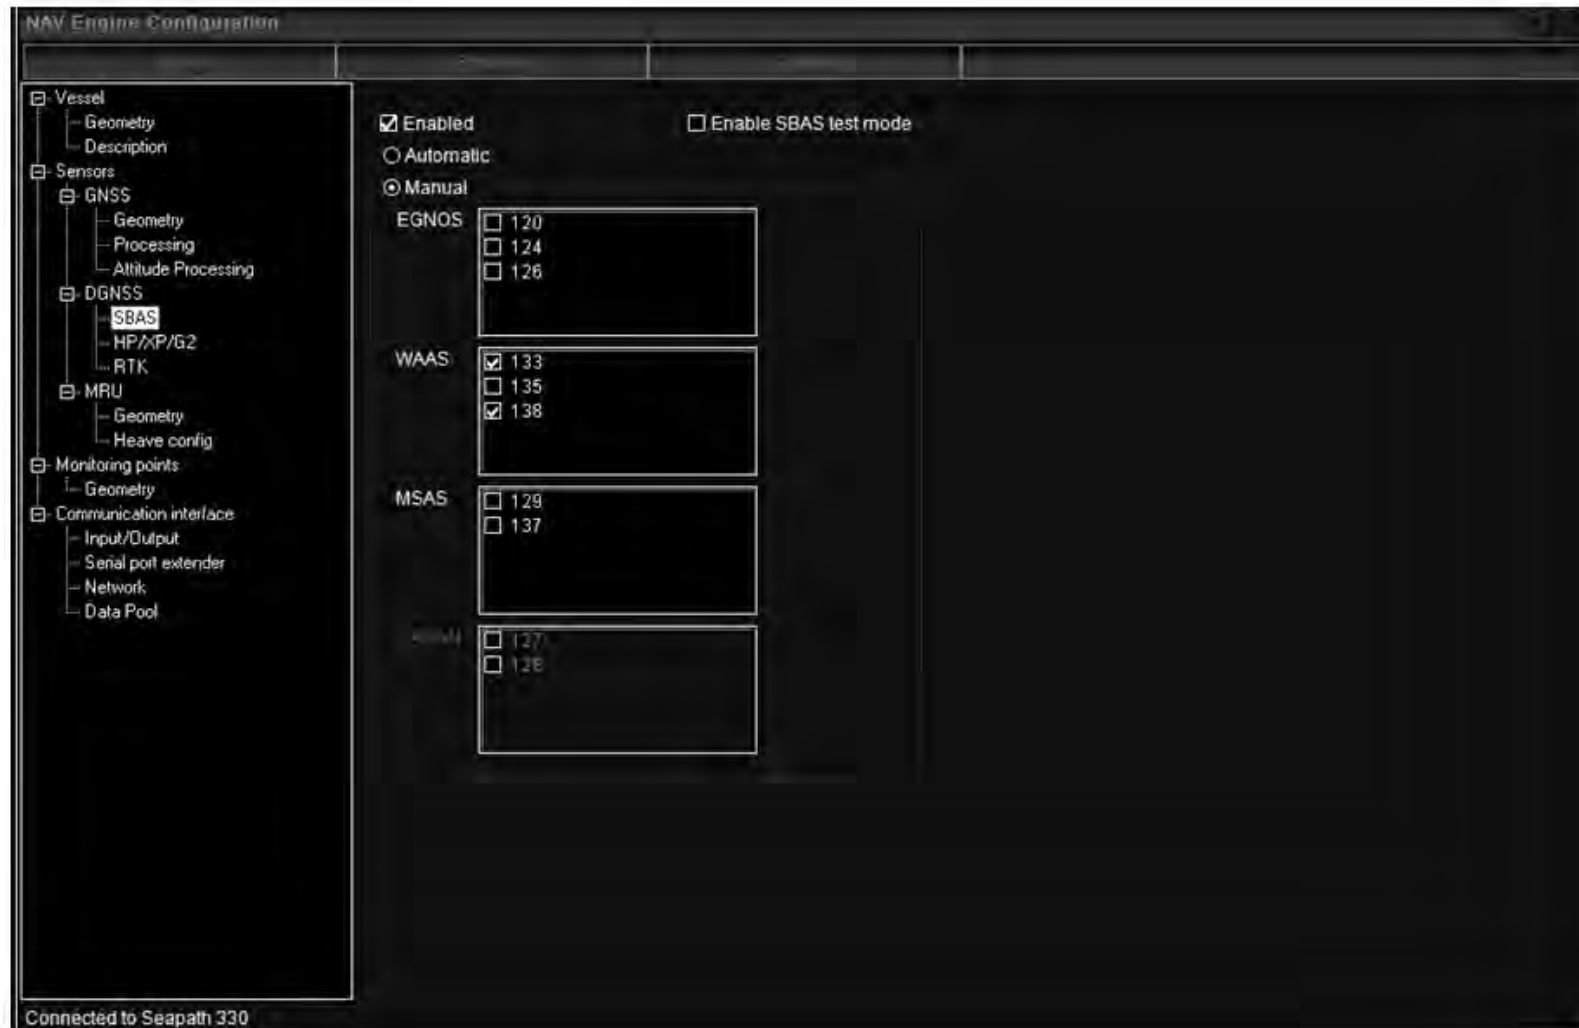 NAV Engine Configuration
Vessel
Geometry
Description
Sensors
GNSS
Geometry
Processing
Attitude Processing
DGNSS
SBAS
HP/XP/G2
RTK
MRU
Geometry
Heave config
Monitoring points
Geometry
Communication interface
Input/Output
Serial port extender
Network
Data Pool
Enabled
Enable SBAS test mode
Automatic
Manual
EGNOS
120
124
126
WAAS
133
135
138
MSAS
129
137
127
128
Connected to Seapath 330